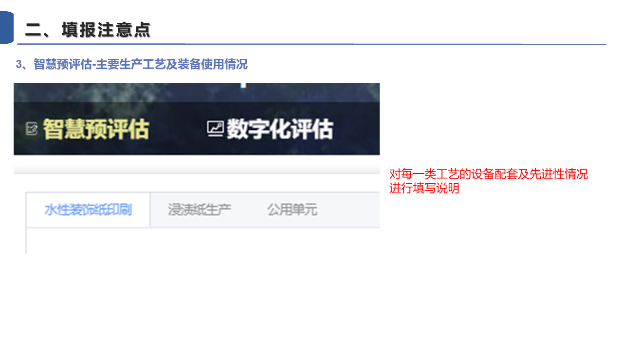 二、填报注意点
3、智慧预评估-主要生产工艺及装备使用情况
智慧预评估 数字化评估
对每一类工艺的设备配套及先进性情况
进行填写说明
水性装饰纸印刷 浸渍纸生产 公用单元